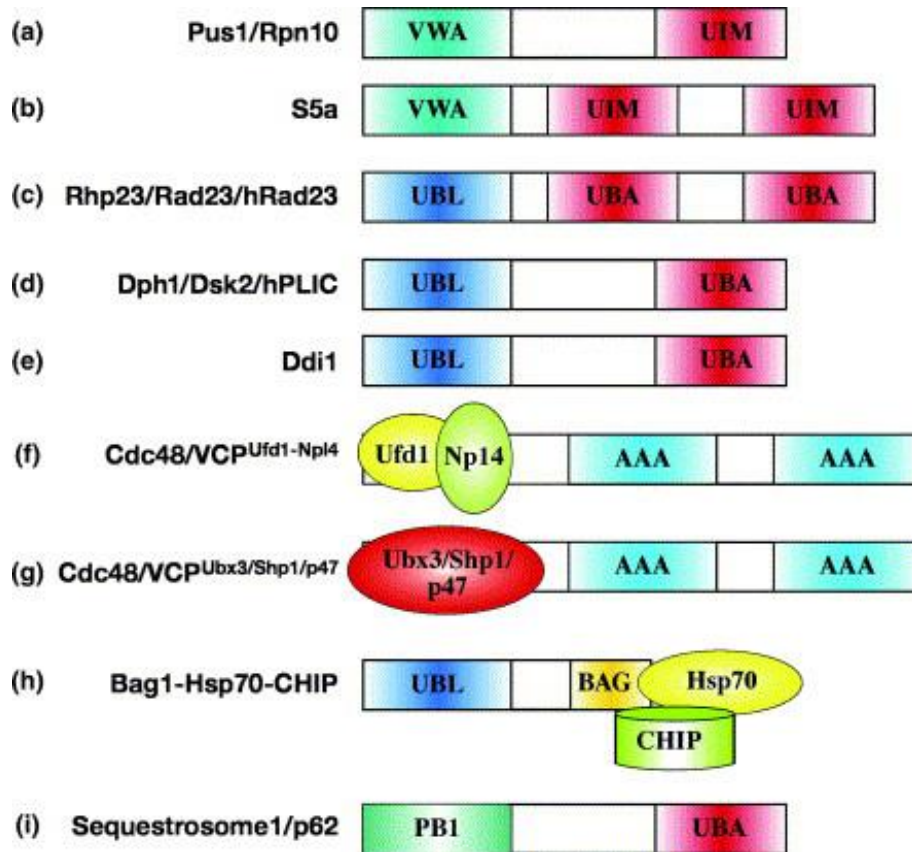 (a) Pus1/Rpn10 VWA UIM
(b) S5a VWA UIM UIM
(c) Rhp23/Rad23/hRad23 UBL UBA UBA
(d) Dph1/Dsk2/hPLIC UBL UBA
(e) Ddi1 UBL UBA
(f) Cdc48/VCPUfd1-Npl4 Ufd1 Np14 AAA AAA
(g) Cdc48/VCPUbx3/Shp1/p47 Ubx3/Shp1/ AAA AAA
p47
(h) Bag1-Hsp70-CHIP UBL BAG Hsp70
CHIP
(i) Sequestrosome1/p62 PB1 UBA